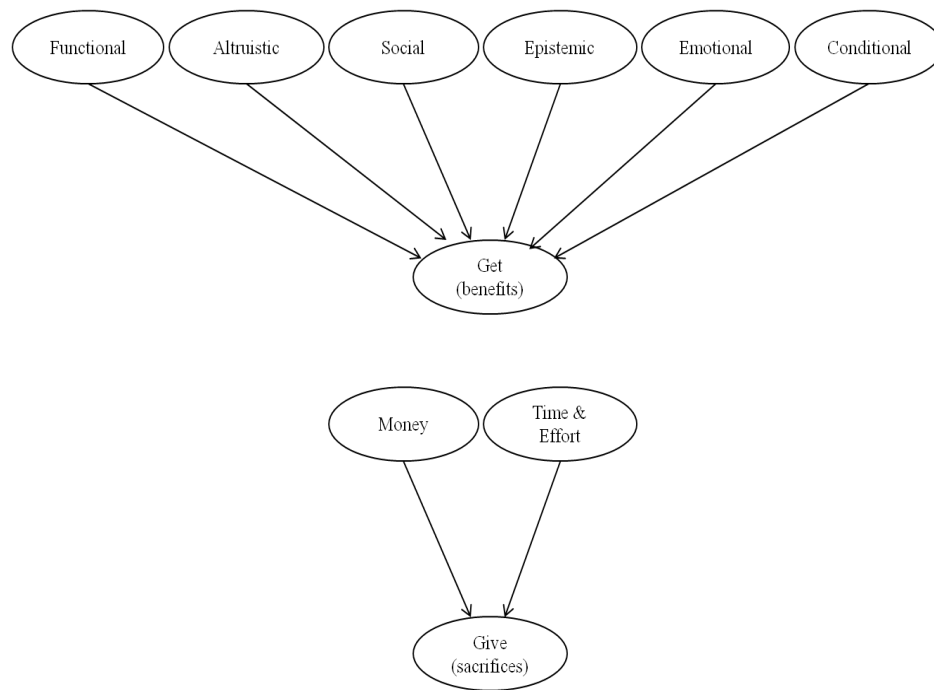 Functional
Altruistic
Social
Epistemic
Emotional
Conditional
Get
(benefits)
Money
Time &
Effort
Give
(sacrifices)